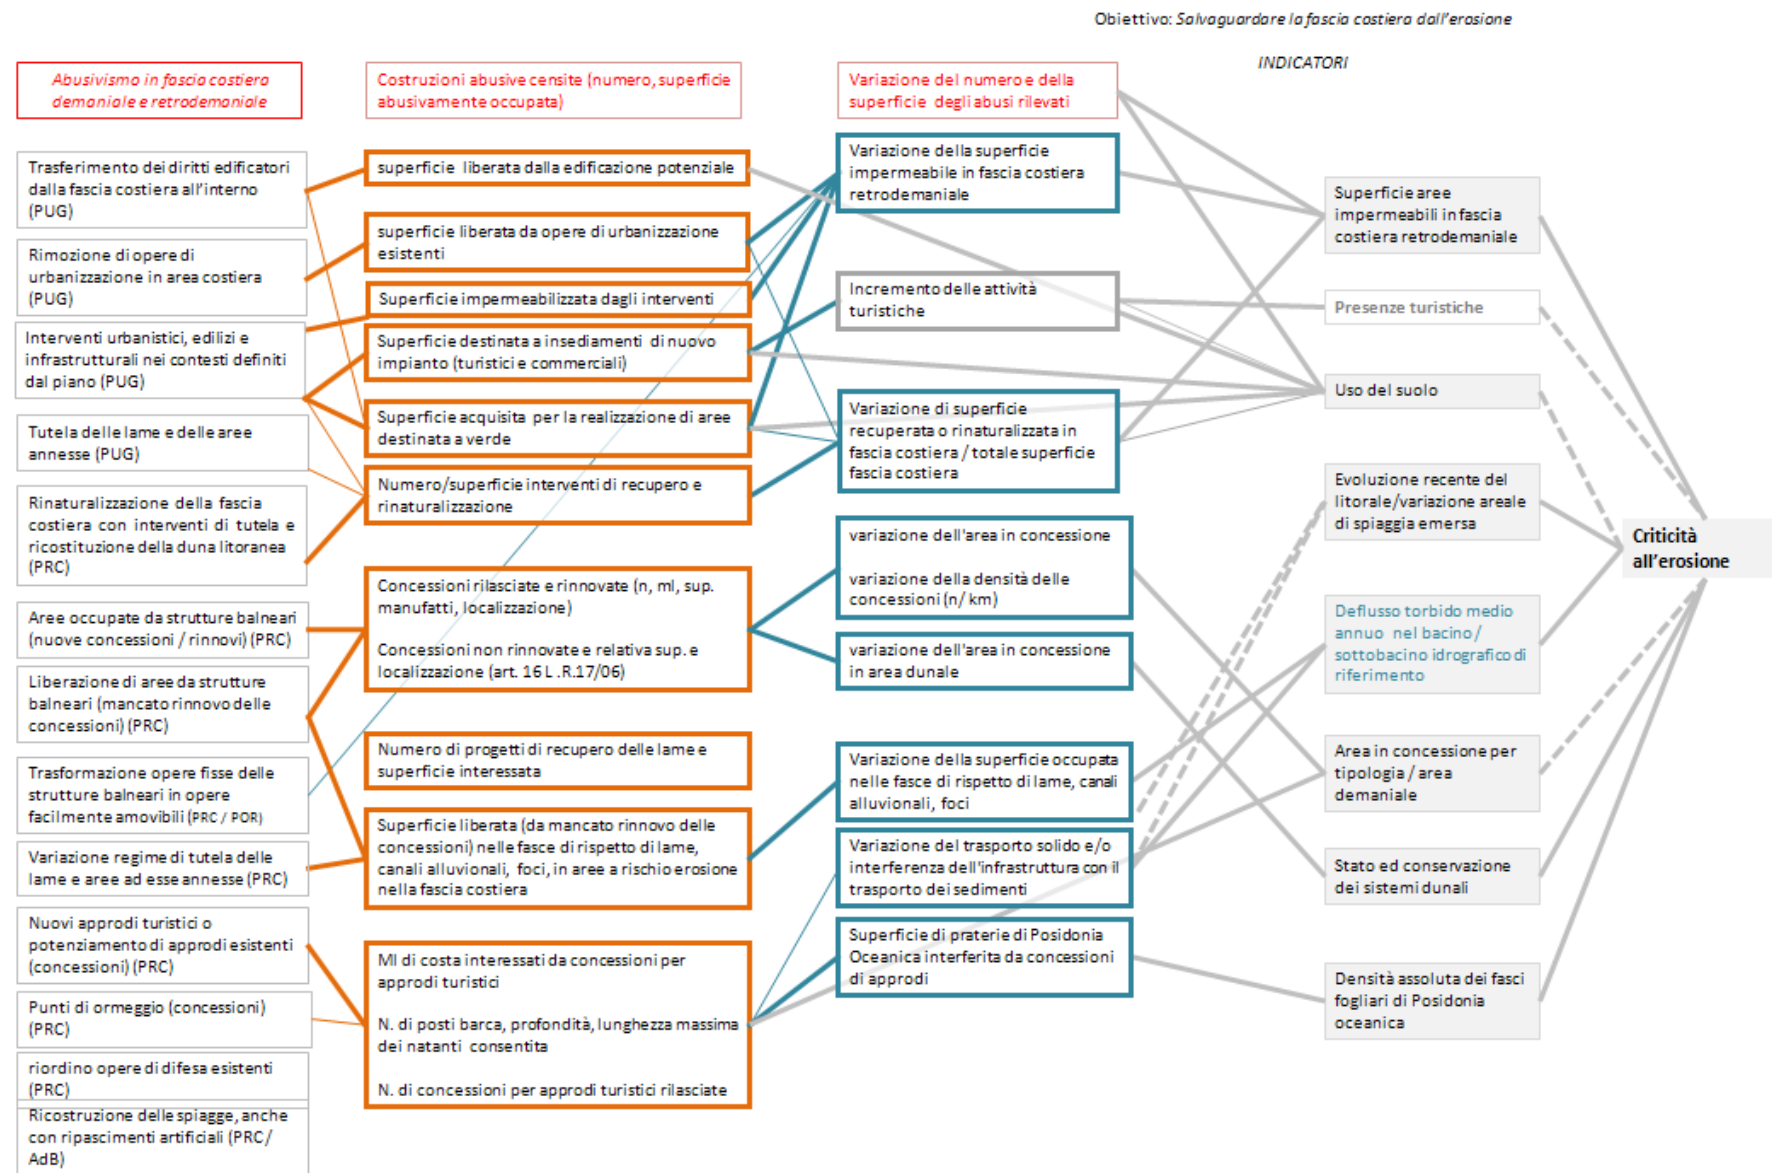 Obiettivo: Salvaguardare la fascia costiera dall'erosione
INDICATORI
Abusivismo in fascia costiera
demaniale e retrodemaniale
Trasferimento dei diritti edificatori
dalla fascia costiera all'interno
(PUG)
Rimozione di opere di
urbanizzazione in area costiera
(PUG)
Interventi urbanistici, edilizi e
infrastrutturali nei contesti definiti
dal piano (PUG)
Tutela delle lame e delle aree
annesse (PUG)
Rinaturalizzazione della fascia
costiera con interventi di tutela e
ricostituzione della duna litoranea
(PRC)
Aree occupate da strutture balneari
(nuove concessioni / rinnovi) (PRC)
Liberazione di aree da strutture
balneari (mancato rinnovo delle
concessioni) (PRC)
Trasformazione opere fisse delle
strutture balneari in opere
facilmente amovibili (PRC / POR)
Variazione regime di tutela delle
lame e aree ad esse annesse (PRC)
Nuovi approdi turistici o
potenziamento di approdi esistenti
(concessioni) (PRC)
Punti di ormeggio (concessioni)
(PRC)
riordino opere di difesa esistenti
(PRC)
Ricostruzione delle spiagge, anche
con ripascimenti artificiali (PRC/
AdB)
Costruzioni abusive censite (numero, superficie
abusivamente occupata)
superficie liberata dalla edificazione potenziale
superficie liberata da opere di urbanizzazione
esistenti
Superficie impermeabilizzata dagli interventi
Superficie destinata a insediamenti di nuovo
impianto (turistici e commerciali)
Superficie acquisita per la realizzazione di aree
destinata a verde
Numero/superficie interventi di recupero e
rinaturalizzazione
Concessioni rilasciate e rinnovate (n, ml, sup.
manufatti, localizzazione)
Concessioni non rinnovate e relativa sup. e
localizzazione (art. 16 L .R.17/06)
Numero di progetti di recupero delle lame e
superficie interessata
Superficie liberata (da mancato rinnovo delle
concessioni) nelle fasce di rispetto di lame,
canali alluvionali, foci, in aree a rischio erosione
nella fascia costiera
Ml di costa interessati da concessioni per
approdi turistici
N. di posti barca, profondità, lunghezza massima
dei natanti consentita
N. di concessioni per approdi turistici rilasciate
Variazione del numero e della
superficie degli abusi rilevati
Variazione della superficie
impermeabile in fascia costiera
retrodemaniale
Incremento delle attività
turistiche
Variazione di superficie
recuperata o rinaturalizzata in
fascia costiera / totale superficie
fascia costiera
variazione dell'area in concessione
variazione della densità delle
concessioni (n/ km)
variazione dell'area in concessione
in area dunale
Variazione della superficie occupata
nelle fasce di rispetto di lame, canali
alluvionali, foci
Variazione del trasporto solido e/o
interferenza dell'infrastruttura con il
trasporto dei sedimenti
Superficie di praterie di Posidonia
Oceanica interferita da concessioni
di approdi
Superficie aree
impermeabili in fascia
costiera retrodemaniale
Presenze turistiche
Uso del suolo
Evoluzione recente del
litorale/variazione areale
di spiaggia emersa
Deflusso torbido medio
annuo nel bacino /
sottobacino idrografico di
riferimento
Area in concessione per
tipologia / area
demaniale
Stato ed conservazione
dei sistemi dunali
Densità assoluta dei fasci
fogliari di Posidonia
oceanica
Criticità
all'erosione